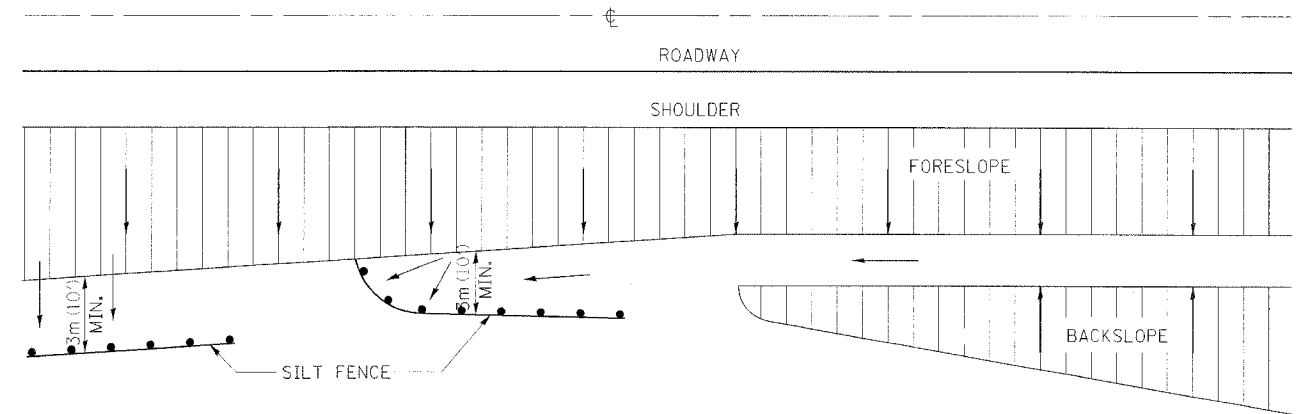 ℄
ROADWAY
SHOULDER
FORESLOPE
3m (10')
MIN.
3m (10')
MIN.
BACKSLOPE
SILT FENCE